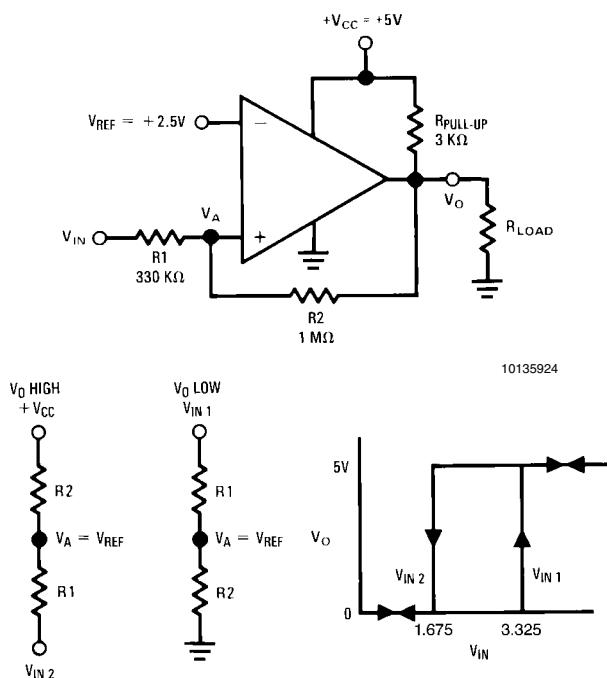 +VCC = +5V
VREF = +2.5V
−
RPULL-UP
3 KΩ
VA
VO
VIN
+
RLOAD
R1
330 KΩ
R2
1 MΩ
10135924
VO HIGH
+ VCC
VO LOW
VIN 1
R2
R1
5V
VA = VREF
VA = VREF
VO
R1
R2
VIN 2
VIN 1
0
1.675
3.325
VIN 2
VIN